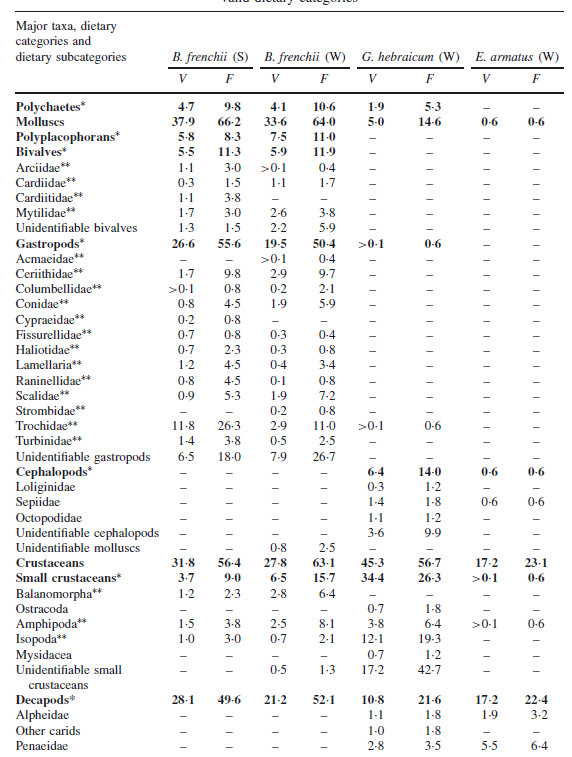 Major taxa, dietary
categories and
dietary subcategories B. frenchii (S) B. frenchii (W) G. hebraicum (W) E. armatus (W)
V F V F V F V F
Polychaetes* 4·7 9·8 4·1 10·6 1·9 5·3 – –
Molluscs 37·9 66·2 33·6 64·0 5·0 14·6 0·6 0·6
Polyplacophorans* 5·8 8·3 7·5 11·0 – – – –
Bivalves* 5·5 11·3 5·9 11·9 – – – –
Arciidae** 1·1 3·0 >0·1 0·4 – – – –
Cardiidae** 0·3 1·5 1·1 1·7 – – – –
Cardiitidae** 1·1 3·8 – – – – – –
Mytilidae** 1·7 3·0 2·6 3·8 – – – –
Unidentifiable bivalves 1·3 1·5 2·2 5·9 – – – –
Gastropods* 26·6 55·6 19·5 50·4 >0·1 0·6 – –
Acmaeidae** – – >0·1 0·4 – – – –
Ceriithidae** 1·7 9·8 2·9 9·7 – – – –
Columbellidae** >0·1 0·8 0·2 2·1 – – – –
Conidae** 0·8 4·5 1·9 5·9 – – – –
Cypraeidae** 0·2 0·8 – – – – – –
Fissurellidae** 0·7 0·8 0·3 0·4 – – – –
Haliotidae** 0·7 2·3 0·3 0·8 – – – –
Lamellaria** 1·2 4·5 0·4 3·4 – – – –
Raninellidae** 0·8 4·5 0·1 0·8 – – – –
Scalidae** 0·9 5·3 1·9 7·2 – – – –
Strombidae** – – 0·2 0·8 – – – –
Trochidae** 11·8 26·3 2·9 11·0 >0·1 0·6 – –
Turbinidae** 1·4 3·8 0·5 2·5 – – – –
Unidentifiable gastropods 6·5 18·0 7·9 26·7 – – – –
Cephalopods* – – – – 6·4 14·0 0·6 0·6
Loliginidae – – – – 0·3 1·2 – –
Sepiidae – – – – 1·4 1·8 0·6 0·6
Octopodidae – – – – 1·1 1·2 – –
Unidentifiable cephalopods – – – – 3·6 9·9 – –
Unidentifiable molluscs – – 0·8 2·5 – – – –
Crustaceans 31·8 56·4 27·8 63·1 45·3 56·7 17·2 23·1
Small crustaceans* 3·7 9·0 6·5 15·7 34·4 26·3 >0·1 0·6
Balanomorpha** 1·2 2·3 2·8 6·4 – – – –
Ostracoda – – – – 0·7 1·8 – –
Amphipoda** 1·5 3·8 2·5 8·1 3·8 6·4 >0·1 0·6
Isopoda** 1·0 3·0 0·7 2·1 12·1 19·3 – –
Mysidacea – – – – 0·7 1·2 – –
Unidentifiable small – – 0·5 1·3 17·2 42·7 – –
crustaceans
Decapods* 28·1 49·6 21·2 52·1 10·8 21·6 17·2 22·4
Alpheidae – – – – 1·1 1·8 1·9 3·2
Other carids – – – – 1·0 1·8 – –
Penaeidae – – – – 2·8 3·5 5·5 6·4